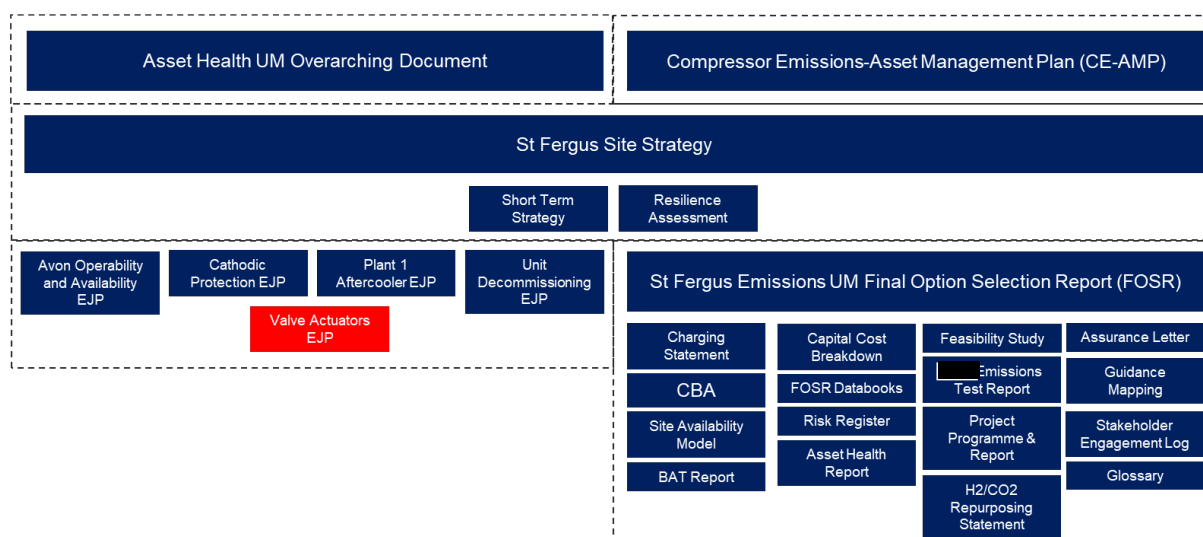 Asset Health UM Overarching Document
Compressor Emissions-Asset Management Plan (CE-AMP)
St Fergus Site Strategy
Short Term
Strategy
Resilience
Assessment
Avon Operability
and Availability
EJP
Cathodic
Protection EJP
Plant 1
Aftercooler EJP
Unit
Decommissioning
EJP
Valve Actuators
EJP
St Fergus Emissions UM Final Option Selection Report (FOSR)
Charging
Statement
CBA
Site Availability
Model
BAT Report
Capital Cost
Breakdown
FOSR Databooks
Risk Register
Asset Health
Report
Feasibility Study
Emissions
Test Report
Project
Programme &
Report
H2/CO2
Repurposing
Statement
Assurance Letter
Guidance
Mapping
Stakeholder
Engagement Log
Glossary